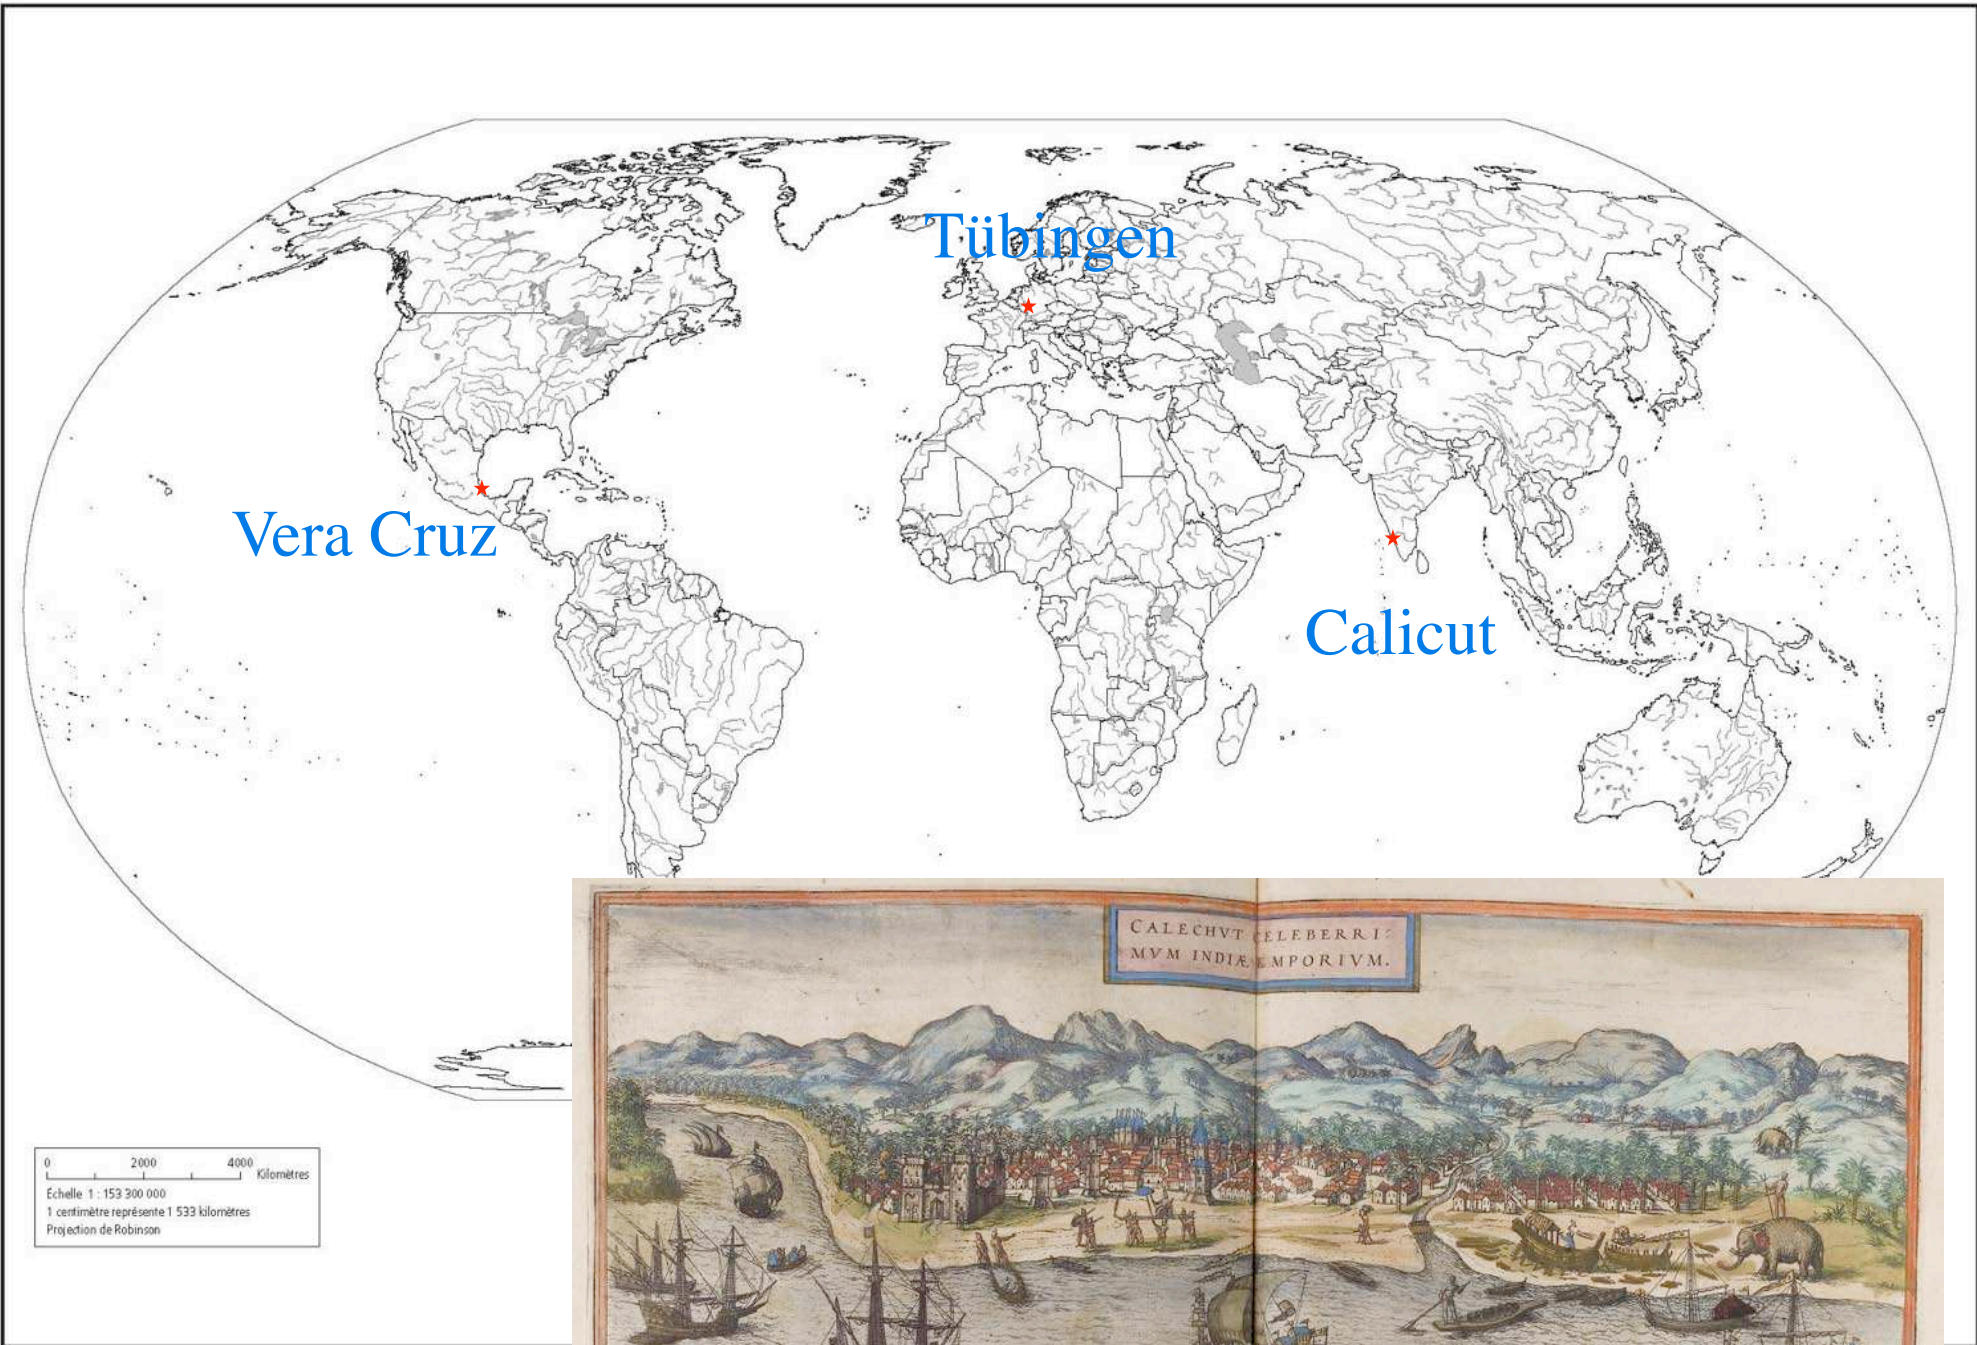 Tübingen
Vera Cruz
Calicut
CALECHVT CELEBERRI:
MVM INDIÆ EMPORIVM.
0 2000 4000
Kilomètres
Échelle 1 : 153 300 000
1 centimètre représente 1 533 kilomètres
Projection de Robinson